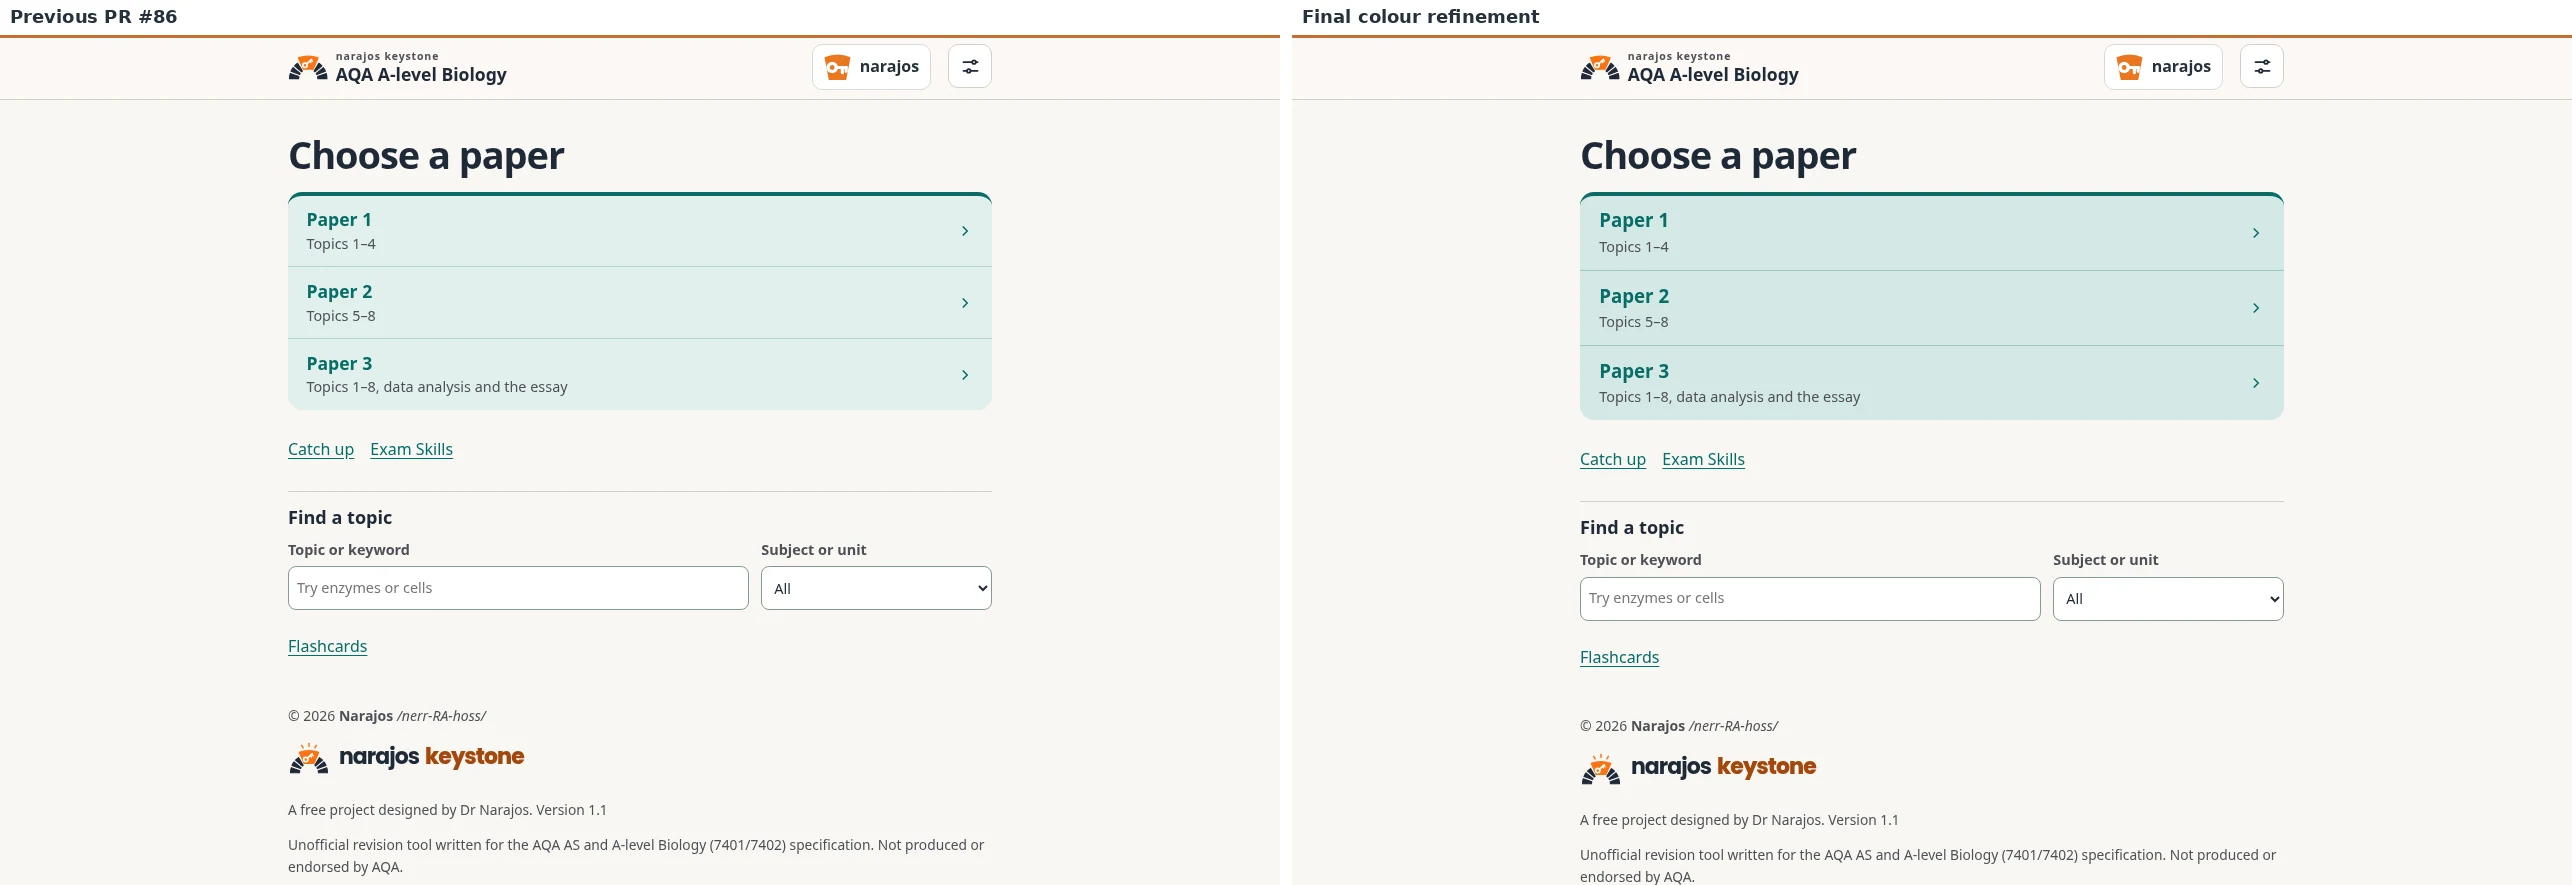 Previous PR #86
narajos keystone
AQA A-level Biology
narajos
Choose a paper
Paper 1
Topics 1–4
Paper 2
Topics 5–8
Paper 3
Topics 1–8, data analysis and the essay
Catch up Exam Skills
Find a topic
Topic or keyword Subject or unit
Try enzymes or cells All
Flashcards
© 2026 Narajos /nerr-RA-hoss/
narajos keystone
A free project designed by Dr Narajos. Version 1.1
Unofficial revision tool written for the AQA AS and A-level Biology (7401/7402) specification. Not produced or
endorsed by AQA.
Final colour refinement
narajos keystone
AQA A-level Biology
narajos
Choose a paper
Paper 1
Topics 1–4
Paper 2
Topics 5–8
Paper 3
Topics 1–8, data analysis and the essay
Catch up Exam Skills
Find a topic
Topic or keyword Subject or unit
Try enzymes or cells All
Flashcards
© 2026 Narajos /nerr-RA-hoss/
narajos keystone
A free project designed by Dr Narajos. Version 1.1
Unofficial revision tool written for the AQA AS and A-level Biology (7401/7402) specification. Not produced or
endorsed by AQA.